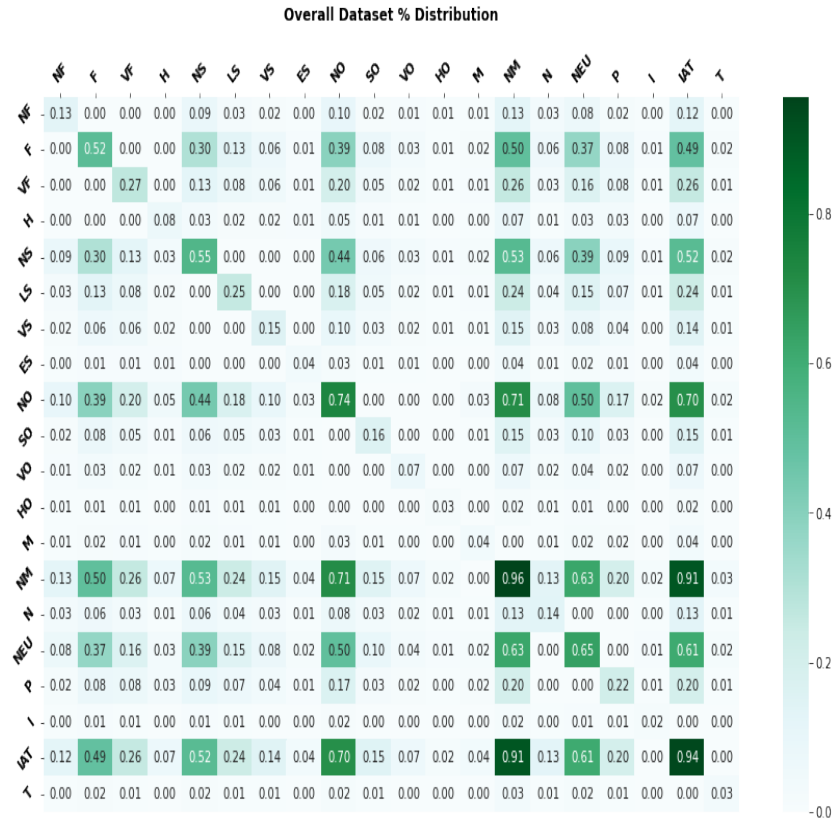 Overall Dataset % Distribution
NF F VF H NS LS VS ES NO SO VO HO M NM N NEU P I IAT T
NF 0.13 0.00 0.00 0.00 0.09 0.03 0.02 0.00 0.10 0.02 0.01 0.01 0.01 0.13 0.03 0.08 0.02 0.00 0.12 0.00
F 0.00 0.52 0.00 0.00 0.30 0.13 0.06 0.01 0.39 0.08 0.03 0.01 0.02 0.50 0.06 0.37 0.08 0.01 0.49 0.02
VF 0.00 0.00 0.27 0.00 0.13 0.08 0.06 0.01 0.20 0.05 0.02 0.01 0.01 0.26 0.03 0.16 0.08 0.01 0.26 0.01
H 0.00 0.00 0.00 0.08 0.03 0.02 0.02 0.01 0.05 0.01 0.01 0.00 0.00 0.07 0.01 0.03 0.03 0.00 0.07 0.00
0.8
NS 0.09 0.30 0.13 0.03 0.55 0.00 0.00 0.00 0.44 0.06 0.03 0.01 0.02 0.53 0.06 0.39 0.09 0.01 0.52 0.02
LS 0.03 0.13 0.08 0.02 0.00 0.25 0.00 0.00 0.18 0.05 0.02 0.01 0.01 0.24 0.04 0.15 0.07 0.01 0.24 0.01
VS 0.02 0.06 0.06 0.02 0.00 0.00 0.15 0.00 0.10 0.03 0.02 0.01 0.01 0.15 0.03 0.08 0.04 0.00 0.14 0.01
0.6
ES 0.00 0.01 0.01 0.01 0.00 0.00 0.00 0.04 0.03 0.01 0.01 0.00 0.00 0.04 0.01 0.02 0.01 0.00 0.04 0.00
NO 0.10 0.39 0.20 0.05 0.44 0.18 0.10 0.03 0.74 0.00 0.00 0.00 0.03 0.71 0.08 0.50 0.17 0.02 0.70 0.02
SO 0.02 0.08 0.05 0.01 0.06 0.05 0.03 0.01 0.00 0.16 0.00 0.00 0.01 0.15 0.03 0.10 0.03 0.00 0.15 0.01
VO 0.01 0.03 0.02 0.01 0.03 0.02 0.02 0.01 0.00 0.00 0.07 0.00 0.00 0.07 0.02 0.04 0.02 0.00 0.07 0.00
HO 0.01 0.01 0.01 0.00 0.01 0.01 0.01 0.00 0.00 0.00 0.00 0.03 0.00 0.02 0.01 0.01 0.00 0.00 0.02 0.00
0.4
M 0.01 0.02 0.01 0.00 0.02 0.01 0.01 0.00 0.03 0.01 0.00 0.00 0.04 0.00 0.01 0.02 0.02 0.00 0.04 0.00
NM 0.13 0.50 0.26 0.07 0.53 0.24 0.15 0.04 0.71 0.15 0.07 0.02 0.00 0.96 0.13 0.63 0.20 0.02 0.91 0.03
N 0.03 0.06 0.03 0.01 0.06 0.04 0.03 0.01 0.08 0.03 0.02 0.01 0.01 0.13 0.14 0.00 0.00 0.00 0.13 0.01
NEU 0.08 0.37 0.16 0.03 0.39 0.15 0.08 0.02 0.50 0.10 0.04 0.01 0.02 0.63 0.00 0.65 0.00 0.01 0.61 0.02
0.2
P 0.02 0.08 0.08 0.03 0.09 0.07 0.04 0.01 0.17 0.03 0.02 0.00 0.02 0.20 0.00 0.00 0.22 0.01 0.20 0.01
I 0.00 0.01 0.01 0.00 0.01 0.01 0.00 0.00 0.02 0.00 0.00 0.00 0.00 0.02 0.00 0.01 0.01 0.02 0.00 0.00
IAT 0.12 0.49 0.26 0.07 0.52 0.24 0.14 0.04 0.70 0.15 0.07 0.02 0.04 0.91 0.13 0.61 0.20 0.00 0.94 0.00
T 0.00 0.02 0.01 0.00 0.02 0.01 0.01 0.00 0.02 0.01 0.00 0.00 0.00 0.03 0.01 0.02 0.01 0.00 0.00 0.03
0.0